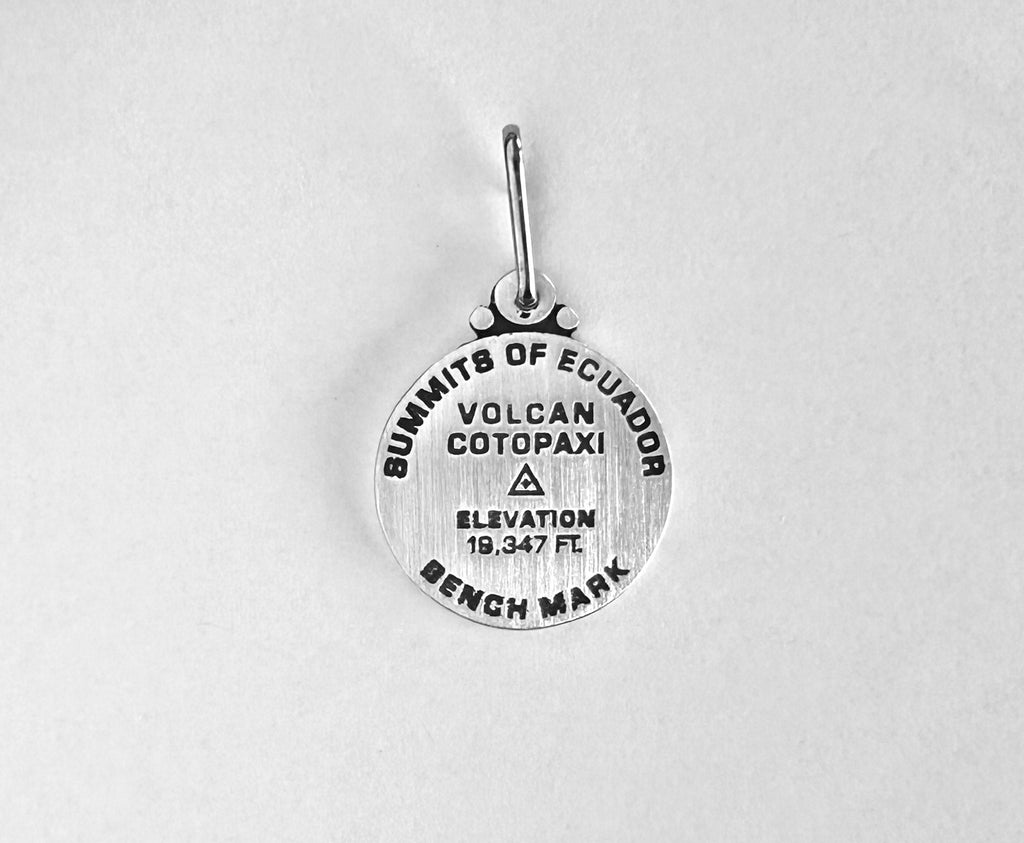 SUMMITS OF ECUADOR
VOLCAN
COTOPAXI
ELEVATION
19,347 FT.
BENCH MARK